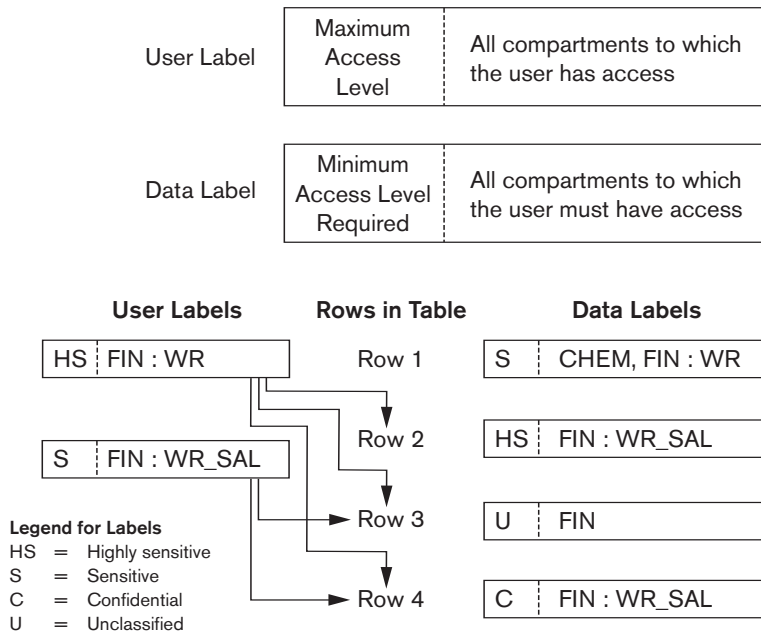 User Label
Maximum
Access
Level
All compartments to which
the user has access
Data Label
Minimum
Access Level
Required
All compartments to which
the user must have access
User Labels Rows in Table Data Labels
HS FIN : WR Row 1 S CHEM, FIN : WR
Row 2 HS FIN : WR_SAL
S FIN : WR_SAL
Row 3 U FIN
Row 4 C FIN : WR_SAL
Legend for Labels
HS = Highly sensitive
S = Sensitive
C = Confidential
U = Unclassified